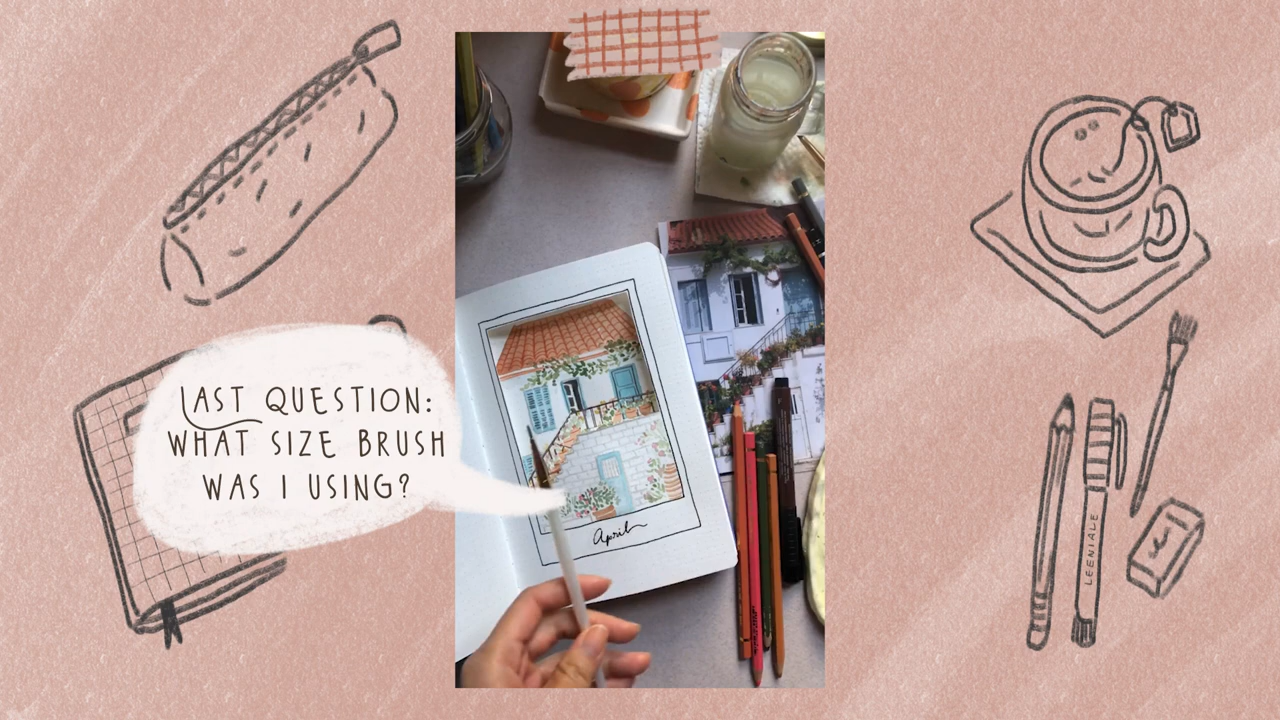 LAST QUESTION:
WHAT SIZE BRUSH
WAS I USING?
April
LEENIALE